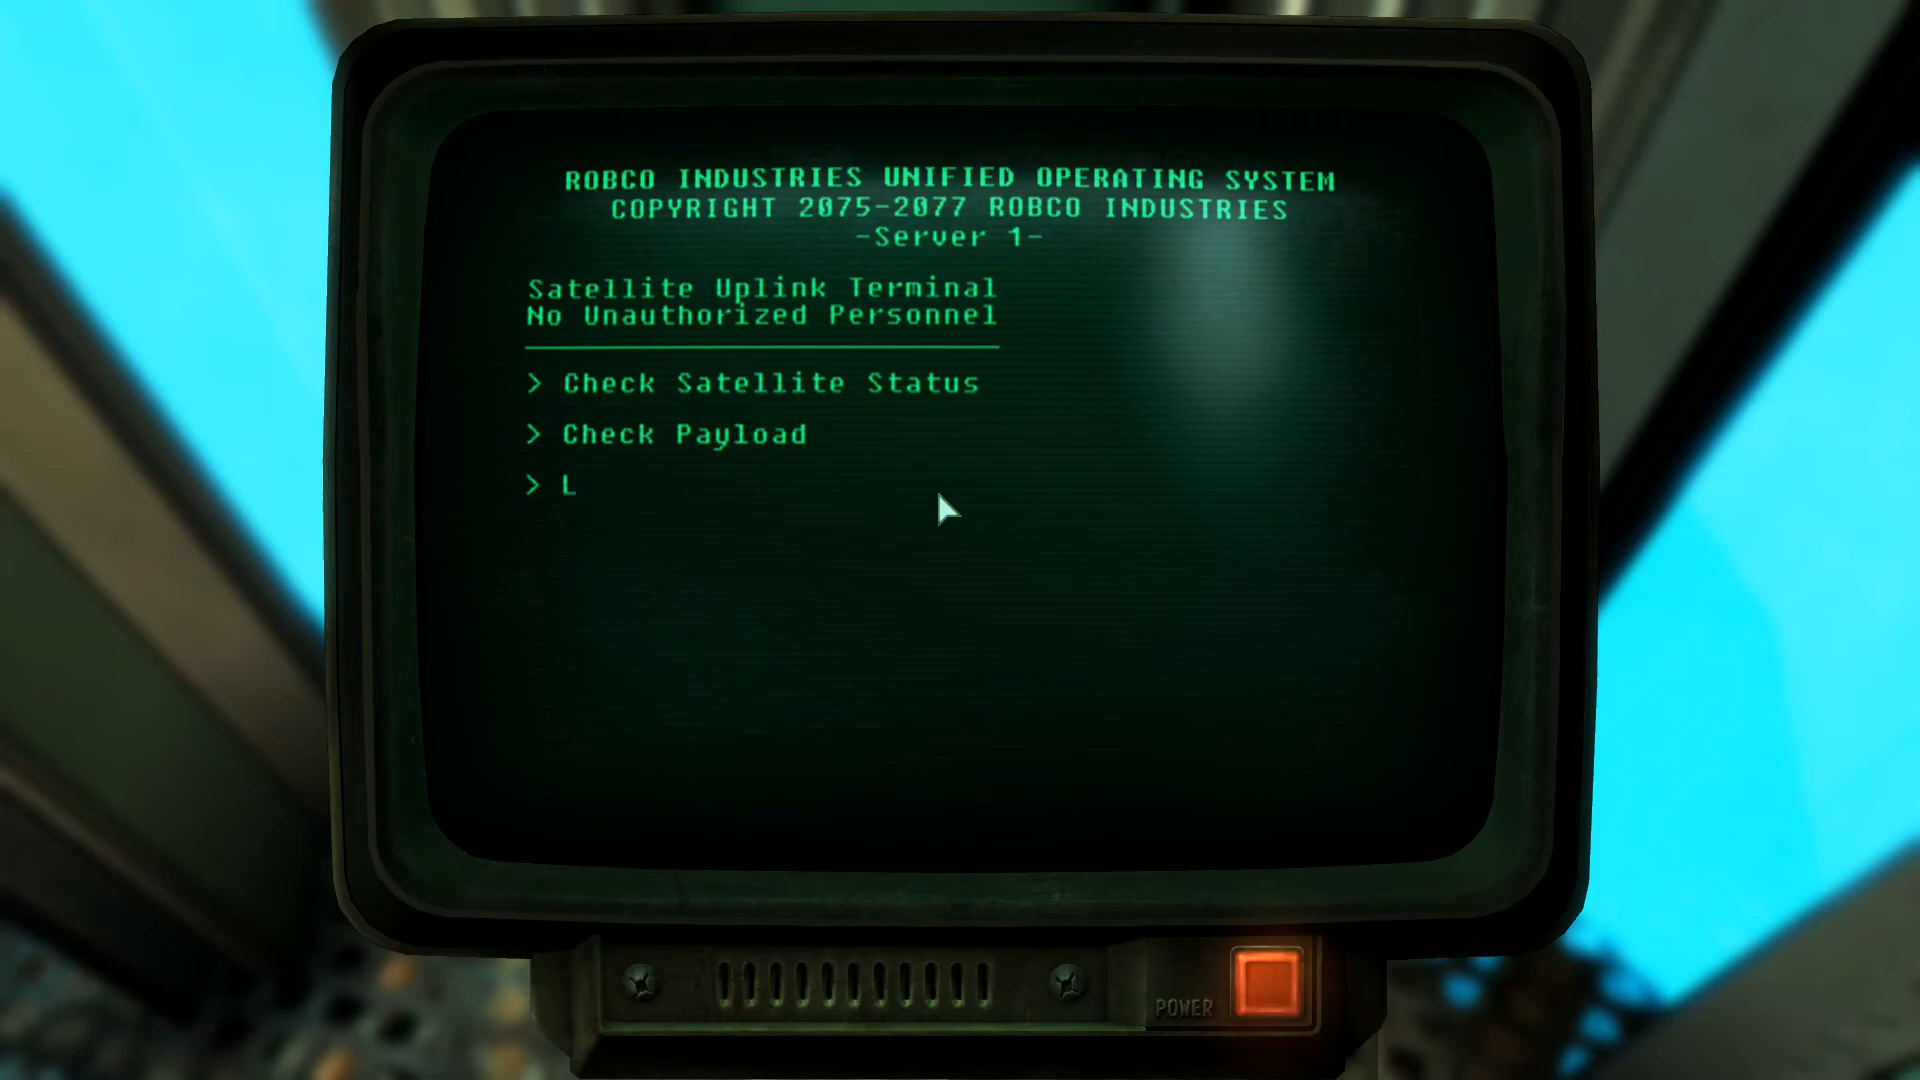 ROBCO INDUSTRIES UNIFIED OPERATING SYSTEM
COPYRIGHT 2075-2077 ROBCO INDUSTRIES
-Server 1-
Satellite Uplink Terminal
No Unauthorized Personnel
> Check Satellite Status
> Check Payload
> L
POWER